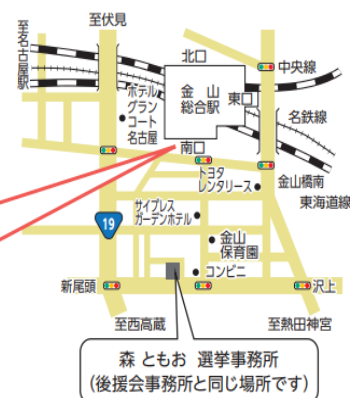 至伏見
至名古屋駅
北口
中央線
ホテル
グラン
コート
名古屋
金山
総合駅
東口
名鉄線
南口
トヨタ
レンタリース
金山橋南
東海道線
サイプレス
ガーデンホテル
19
金山
保育園
新尾頭
コンビニ
沢上
至西高蔵
至熱田神宮
森 ともお 選挙事務所
(後援会事務所と同じ場所です)